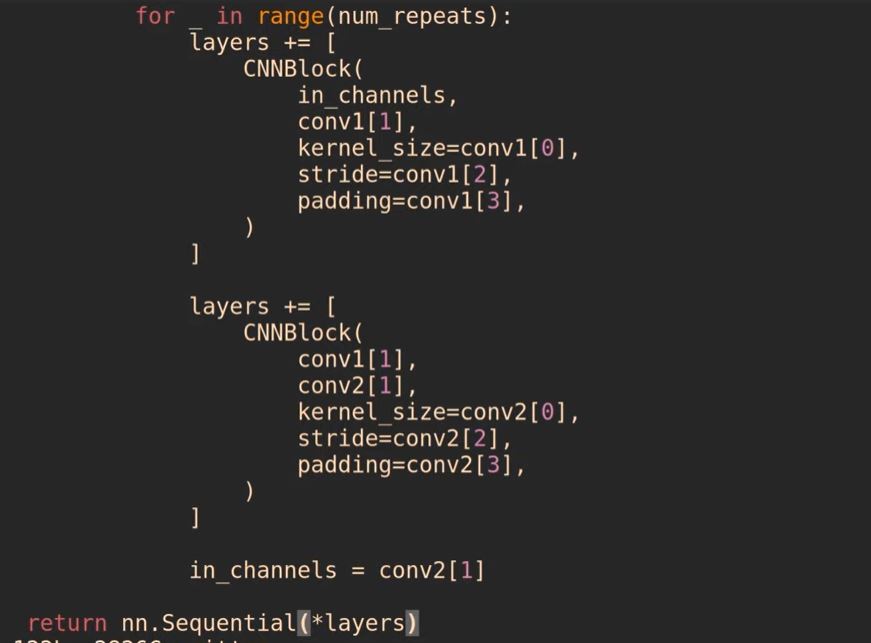 for _ in range(num_repeats):
layers += [
CNNBlock(
in_channels,
conv1[1],
kernel_size=conv1[0],
stride=conv1[2],
padding=conv1[3],
)
]
layers += [
CNNBlock(
conv1[1],
conv2[1],
kernel_size=conv2[0],
stride=conv2[2],
padding=conv2[3],
)
]
in_channels = conv2[1]
return nn.Sequential(*layers)